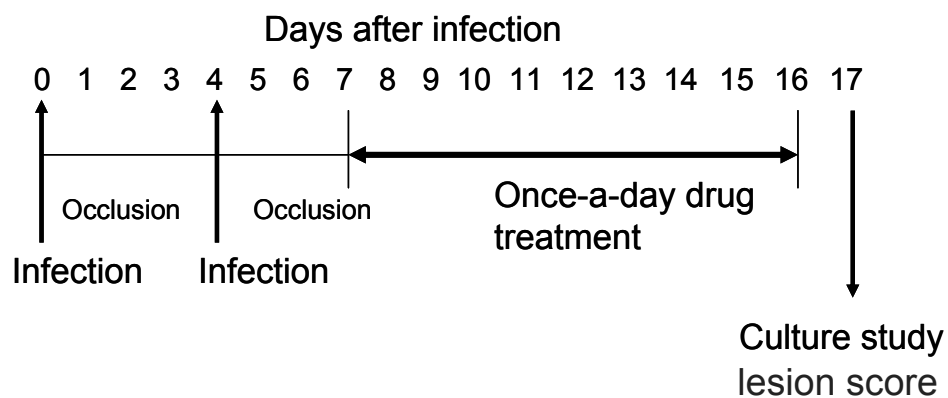 Days after infection
0 1 2 3 4 5 6 7 8 9 10 11 12 13 14 15 16 17
Occlusion Occlusion
Once-a-day drug
treatment
Infection Infection
Culture study
lesion score